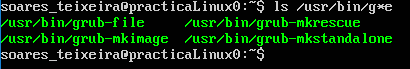 soares_teixeira@practicaLinux0:~$ ls /usr/bin/g*e
/usr/bin/grub-file /usr/bin/grub-mkrescue
/usr/bin/grub-mkimage /usr/bin/grub-mkstandalone
soares_teixeira@practicaLinux0:~$